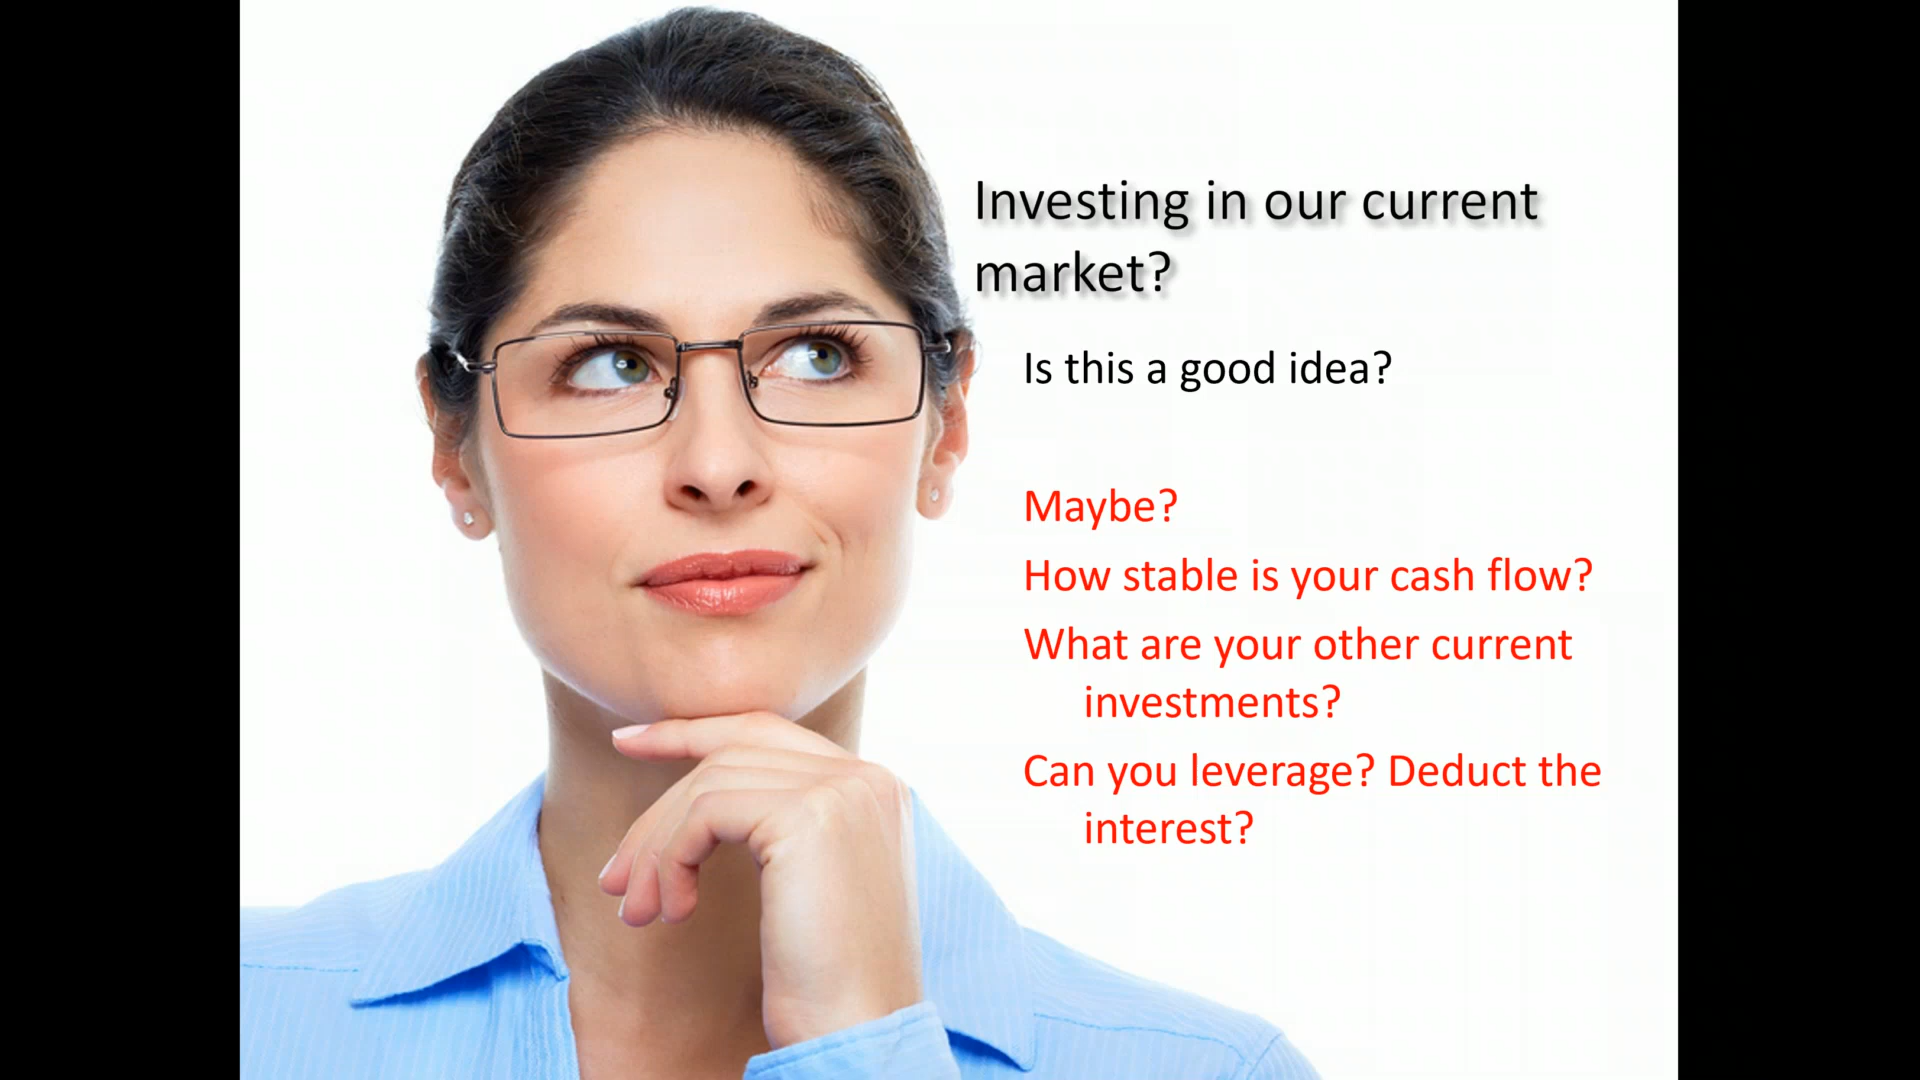 Investing in our current
market?
Is this a good idea?
Maybe?
How stable is your cash flow?
What are your other current
investments?
Can you leverage? Deduct the
interest?